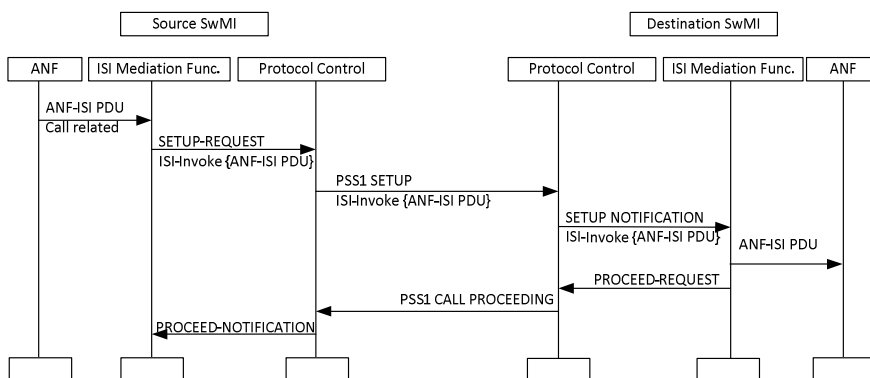 Source SwMI
Destination SwMI
ANF
ISI Mediation Func.
Protocol Control
Protocol Control
ISI Mediation Func.
ANF
ANF-ISI PDU
Call related
SETUP-REQUEST
ISI-Invoke {ANF-ISI PDU}
PSS1 SETUP
ISI-Invoke {ANF-ISI PDU}
SETUP NOTIFICATION
ISI-Invoke {ANF-ISI PDU}
ANF-ISI PDU
PROCEED-REQUEST
PSS1 CALL PROCEEDING
PROCEED-NOTIFICATION